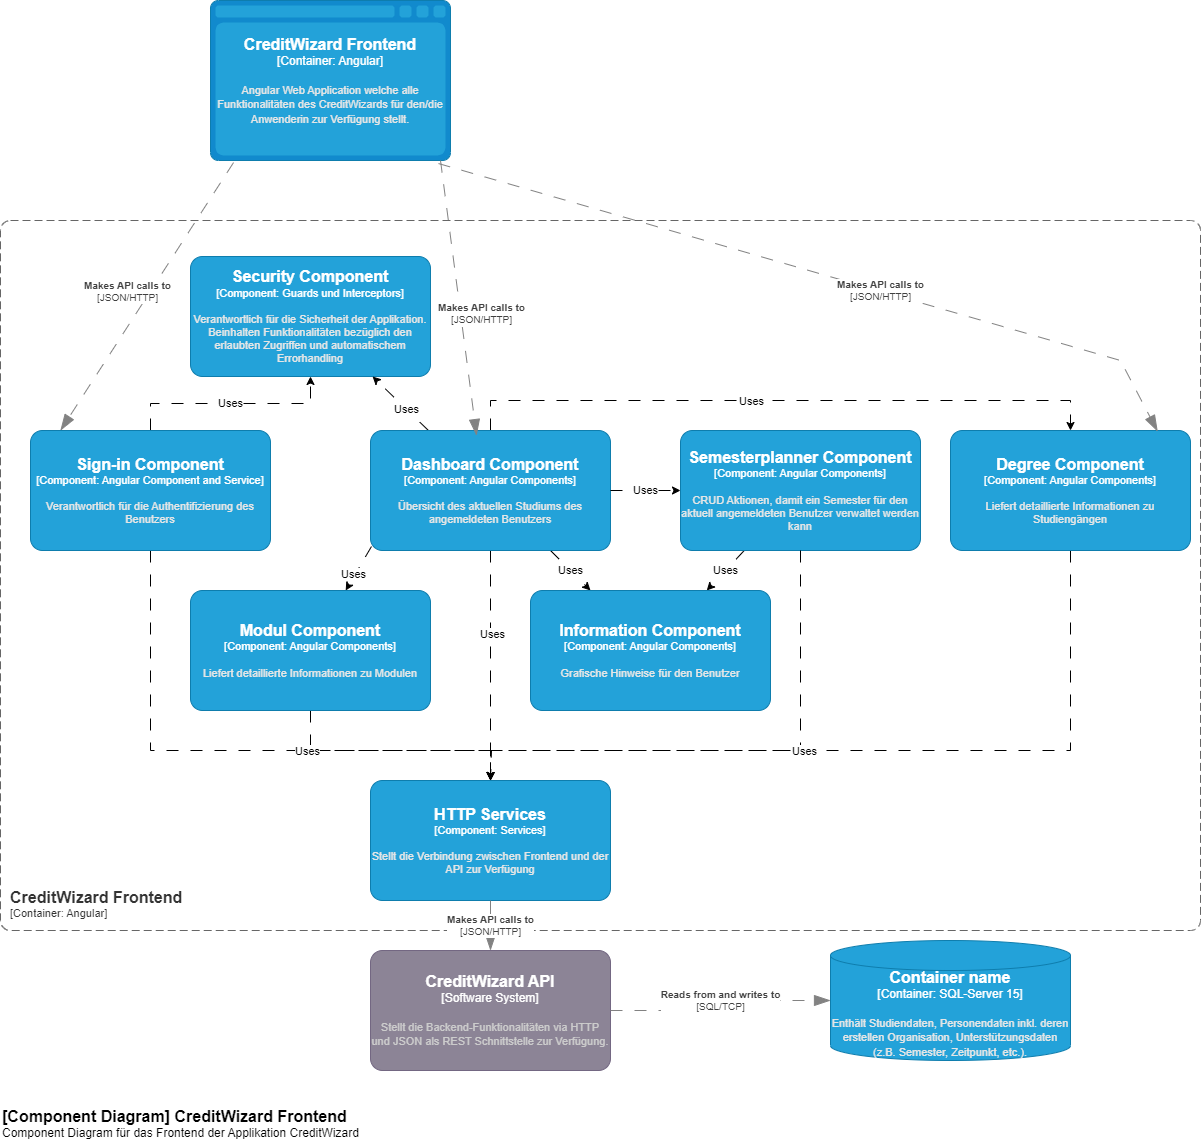 CreditWizard Frontend
[Container: Angular]
Angular Web Application welche alle
Funktionalitäten des CreditWizards für den/die
Anwenderin zur Verfügung stellt.
Makes API calls to
[JSON/HTTP]
Makes API calls to
[JSON/HTTP]
Makes API calls to
[JSON/HTTP]
Security Component
[Component: Guards und Interceptors]
Verantwortlich für die Sicherheit der Applikation.
Beinhalten Funktionalitäten bezüglich den
erlaubten Zugriffen und automatischem
Errorhandling
Uses
Uses
Uses
Sign-in Component
[Component: Angular Component and Service]
Verantwortlich für die Authentifizierung des
Benutzers
Dashboard Component
[Component: Angular Components]
Übersicht des aktuellen Studiums des
angemeldeten Benutzers
Uses
Semesterplanner Component
[Component: Angular Components]
CRUD Aktionen, damit ein Semester für den
aktuell angemeldeten Benutzer verwaltet werden
kann
Degree Component
[Component: Angular Components]
Liefert detaillierte Informationen zu
Studiengängen
Uses
Uses
Uses
Modul Component
[Component: Angular Components]
Liefert detaillierte Informationen zu Modulen
Uses
Information Component
[Component: Angular Components]
Grafische Hinweise für den Benutzer
Uses
Uses
HTTP Services
[Component: Services]
Stellt die Verbindung zwischen Frontend und der
API zur Verfügung
CreditWizard Frontend
[Container: Angular]
Makes API calls to
[JSON/HTTP]
CreditWizard API
[Software System]
Stellt die Backend-Funktionalitäten via HTTP
und JSON als REST Schnittstelle zur Verfügung.
Reads from and writes to
[SQL/TCP]
Container name
[Container: SQL-Server 15]
Enthält Studiendaten, Personendaten inkl. deren
erstellen Organisation, Unterstützungsdaten
(z.B. Semester, Zeitpunkt, etc.).
[Component Diagram] CreditWizard Frontend
Component Diagram für das Frontend der Applikation CreditWizard